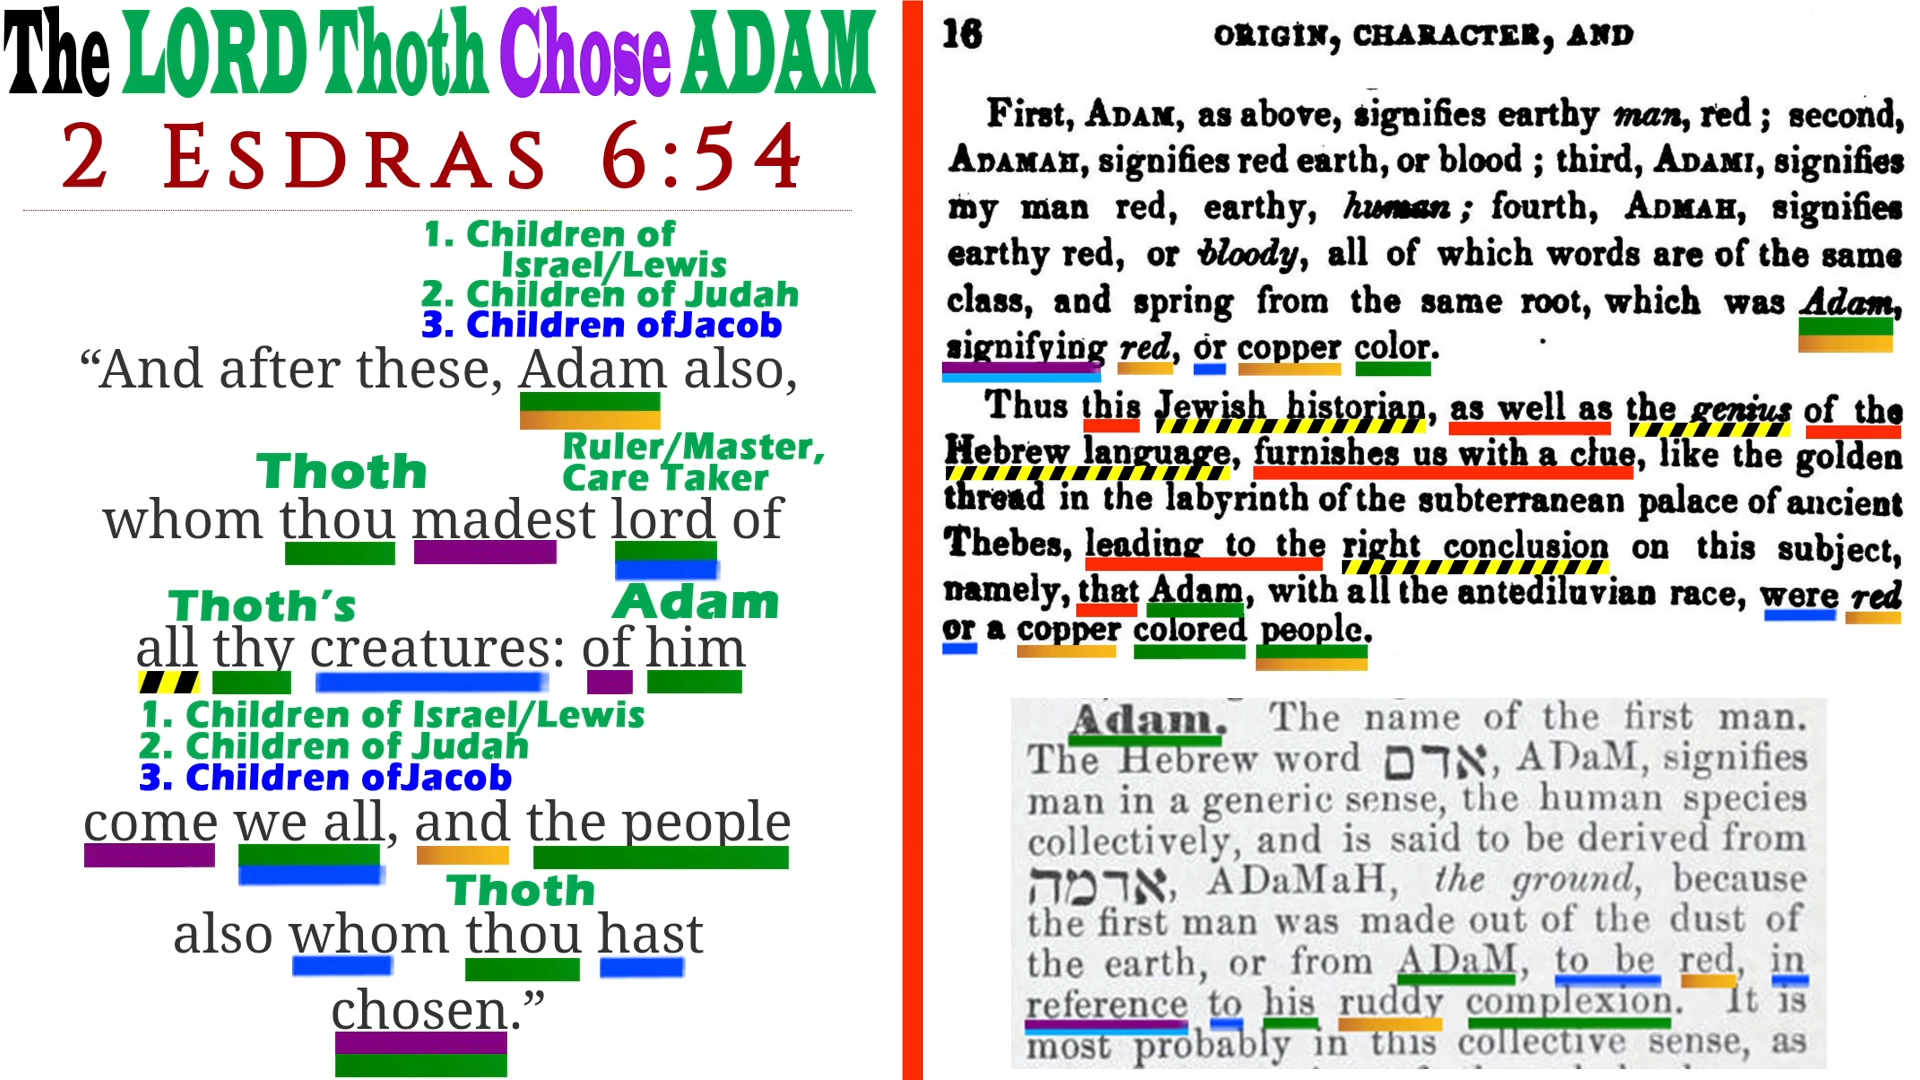 The LORD Thoth Chose ADAM
2 ESDRAS 6:54
1. Children of
Israel/Lewis
2. Children of Judah
3. Children ofJacob
“And after these, Adam also,
Thoth
Ruler/Master,
Care Taker
whom thou madest lord of
Thoth’s
Adam
all thy creatures: of him
1. Children of Israel/Lewis
2. Children of Judah
3. Children ofJacob
come we all, and the people
Thoth
also whom thou hast
chosen.”
16 ORIGIN, CHARACTER, AND
First, ADAM, as above, signifies earthy man, red ; second,
ADAMAH, signifies red earth, or blood ; third, ADAMI, signifies
my man red, earthy, human ; fourth, ADMAH, signifies
earthy red, or bloody, all of which words are of the same
class, and spring from the same root, which was Adam,
signifying red, or copper color.
Thus this Jewish historian, as well as the genius of the
Hebrew language, furnishes us with a clue, like the golden
thread in the labyrinth of the subterranean palace of ancient
Thebes, leading to the right conclusion on this subject,
namely, that Adam, with all the antediluvian race, were red
or a copper colored people.
Adam. The name of the first man.
The Hebrew word אדם, ADaM, signifies
man in a generic sense, the human species
collectively, and is said to be derived from
אדמה, ADaMaH, the ground, because
the first man was made out of the dust of
the earth, or from ADaM, to be red, in
reference to his ruddy complexion. It is
most probably in this collective sense, as